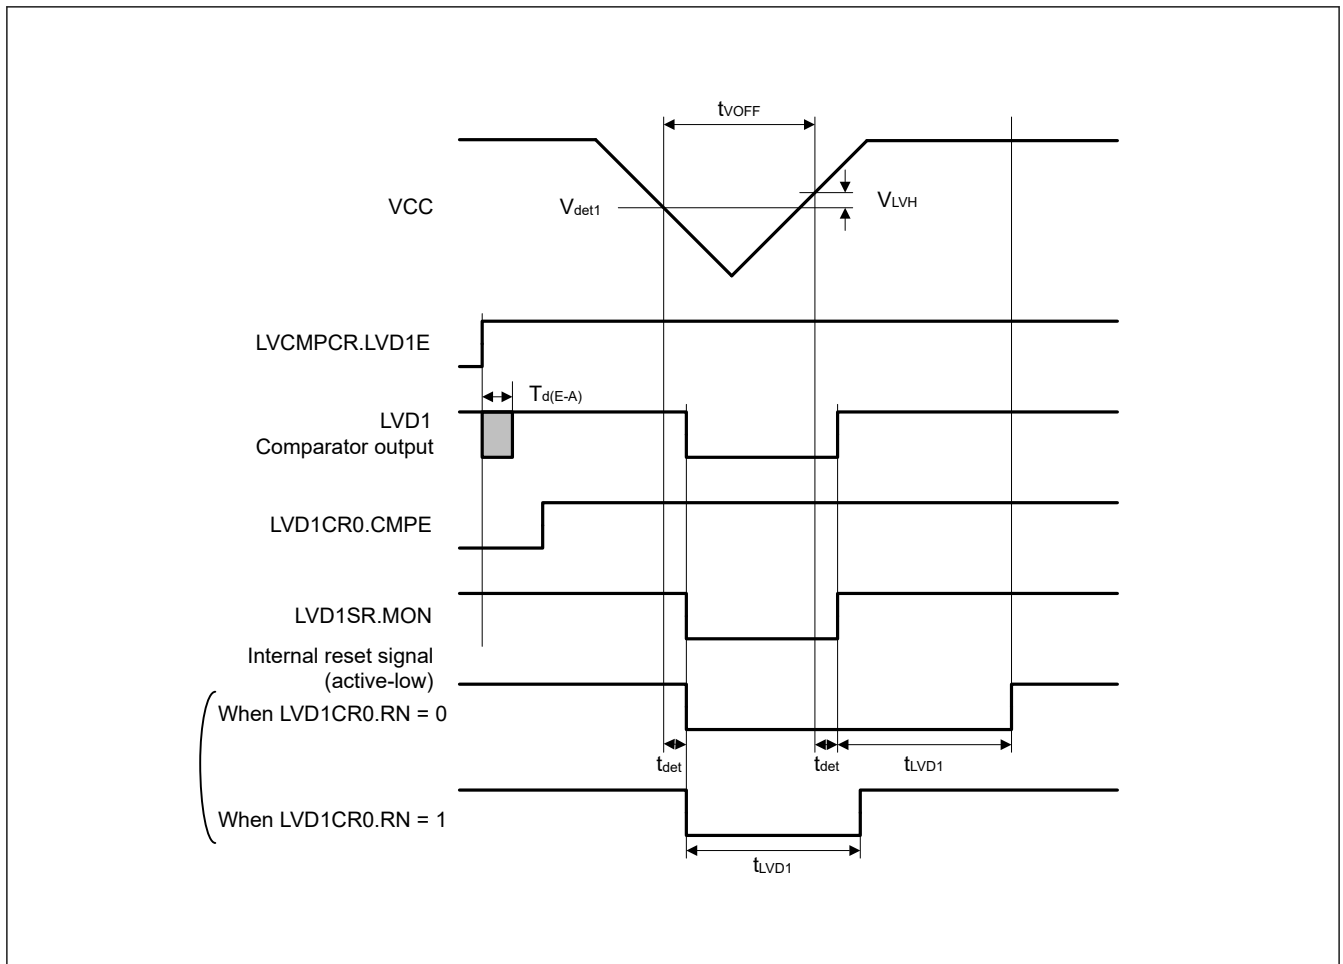 tVOFF
VCC
Vdet1
VLVH
LVCMPCR.LVD1E
Td(E-A)
LVD1
Comparator output
LVD1CR0.CMPE
LVD1SR.MON
Internal reset signal
(active-low)
When LVD1CR0.RN = 0
tdet
tdet
tLVD1
When LVD1CR0.RN = 1
tLVD1